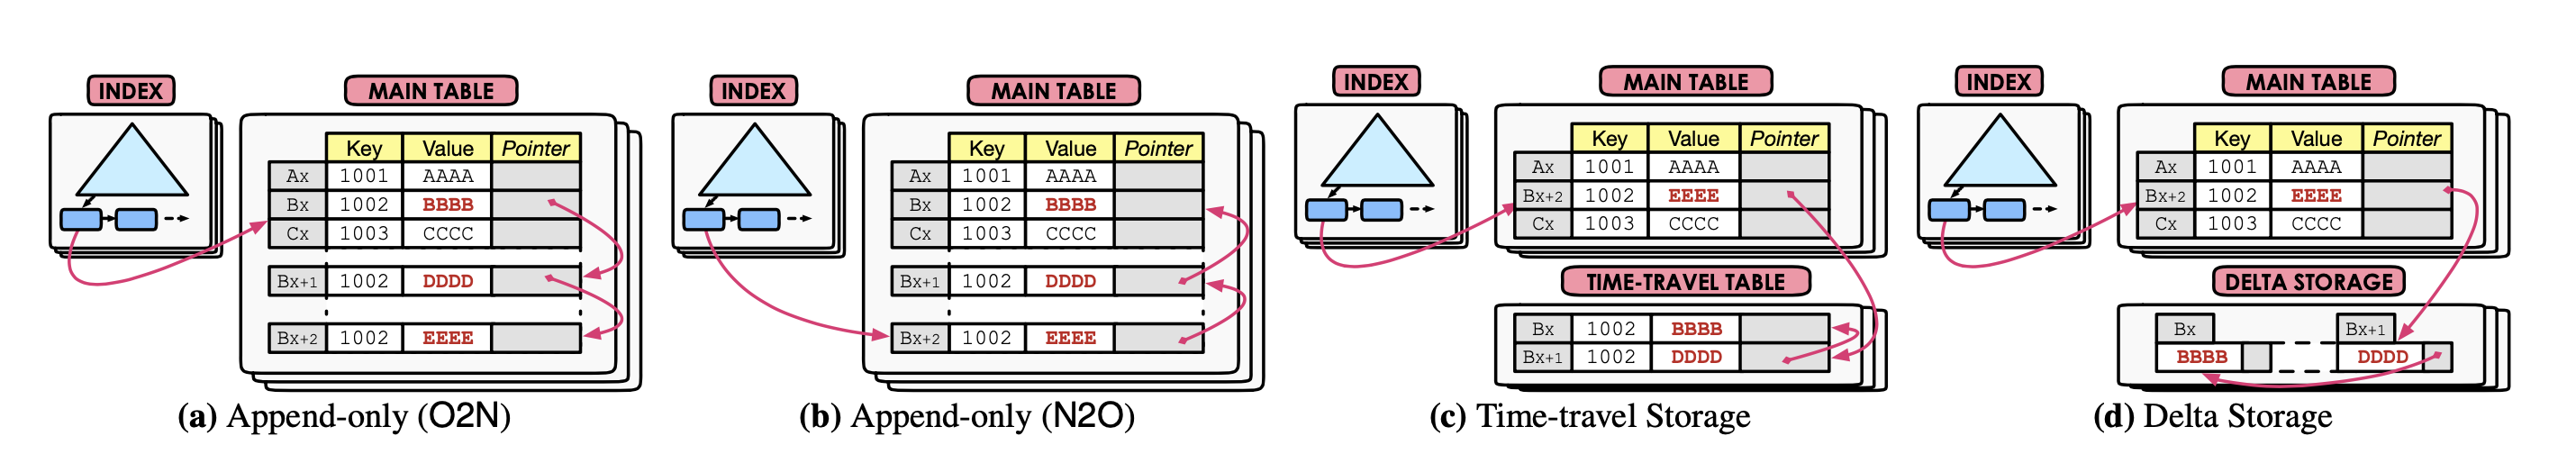 INDEX
MAIN TABLE
Key Value Pointer
Ax 1001 AAAA
Bx 1002 BBBB
Cx 1003 CCCC
Bx+1 1002 DDDD
Bx+2 1002 EEEE
(a) Append-only (O2N)
INDEX
MAIN TABLE
Key Value Pointer
Ax 1001 AAAA
Bx 1002 BBBB
Cx 1003 CCCC
Bx+1 1002 DDDD
Bx+2 1002 EEEE
(b) Append-only (N2O)
INDEX
MAIN TABLE
Key Value Pointer
Ax 1001 AAAA
Bx+2 1002 EEEE
Cx 1003 CCCC
TIME-TRAVEL TABLE
Bx 1002 BBBB
Bx+1 1002 DDDD
(c) Time-travel Storage
INDEX
MAIN TABLE
Key Value Pointer
Ax 1001 AAAA
Bx+2 1002 EEEE
Cx 1003 CCCC
DELTA STORAGE
Bx Bx+1
BBBB DDDD
(d) Delta Storage